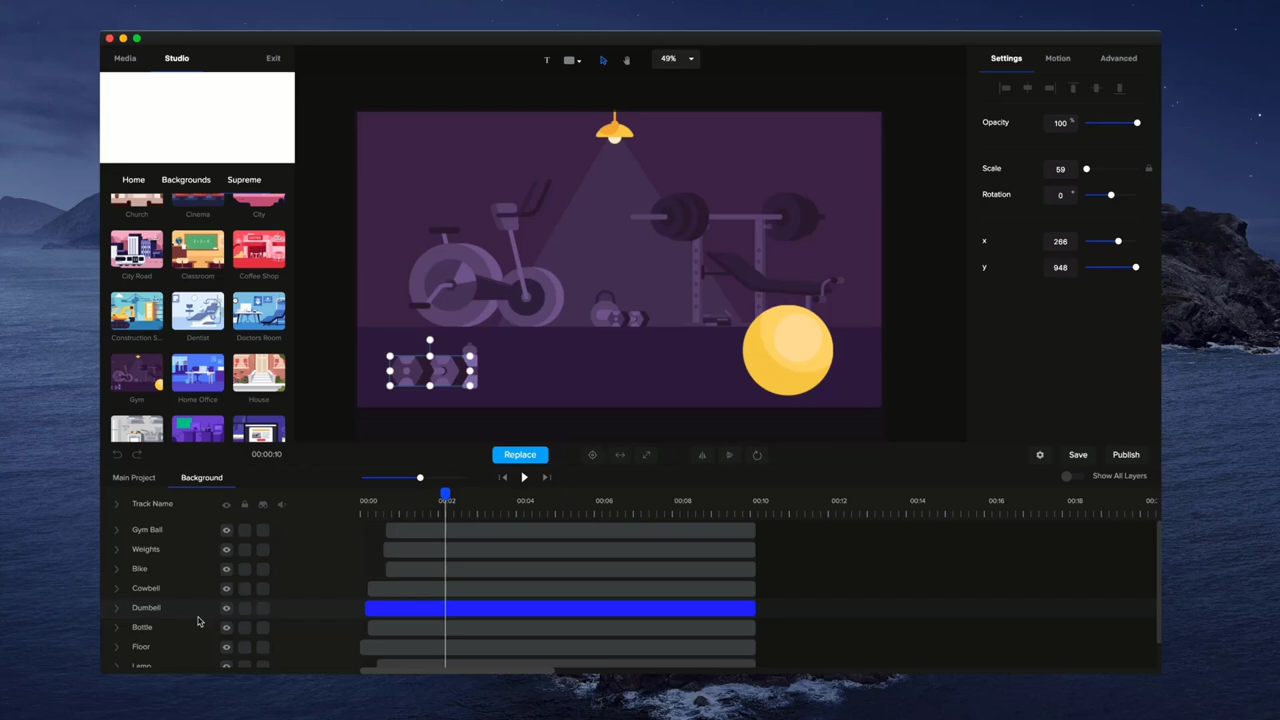 Media Studio Exit
T 49%
Settings Motion Advanced
Opacity 100 %
Scale 59
Rotation 0 °
x 266
y 948
Home Backgrounds Supreme
Church Cinema City
City Road Classroom Coffee Shop
Construction S... Dentist Doctors Room
Gym Home Office House
00:00:10
Replace
Save Publish
Main Project Background
Show All Layers
Track Name
00:00 00:02 00:04 00:06 00:08 00:10 00:12 00:14 00:16 00:18
Gym Ball
Weights
Bike
Cowbell
Dumbell
Bottle
Floor
Lamp